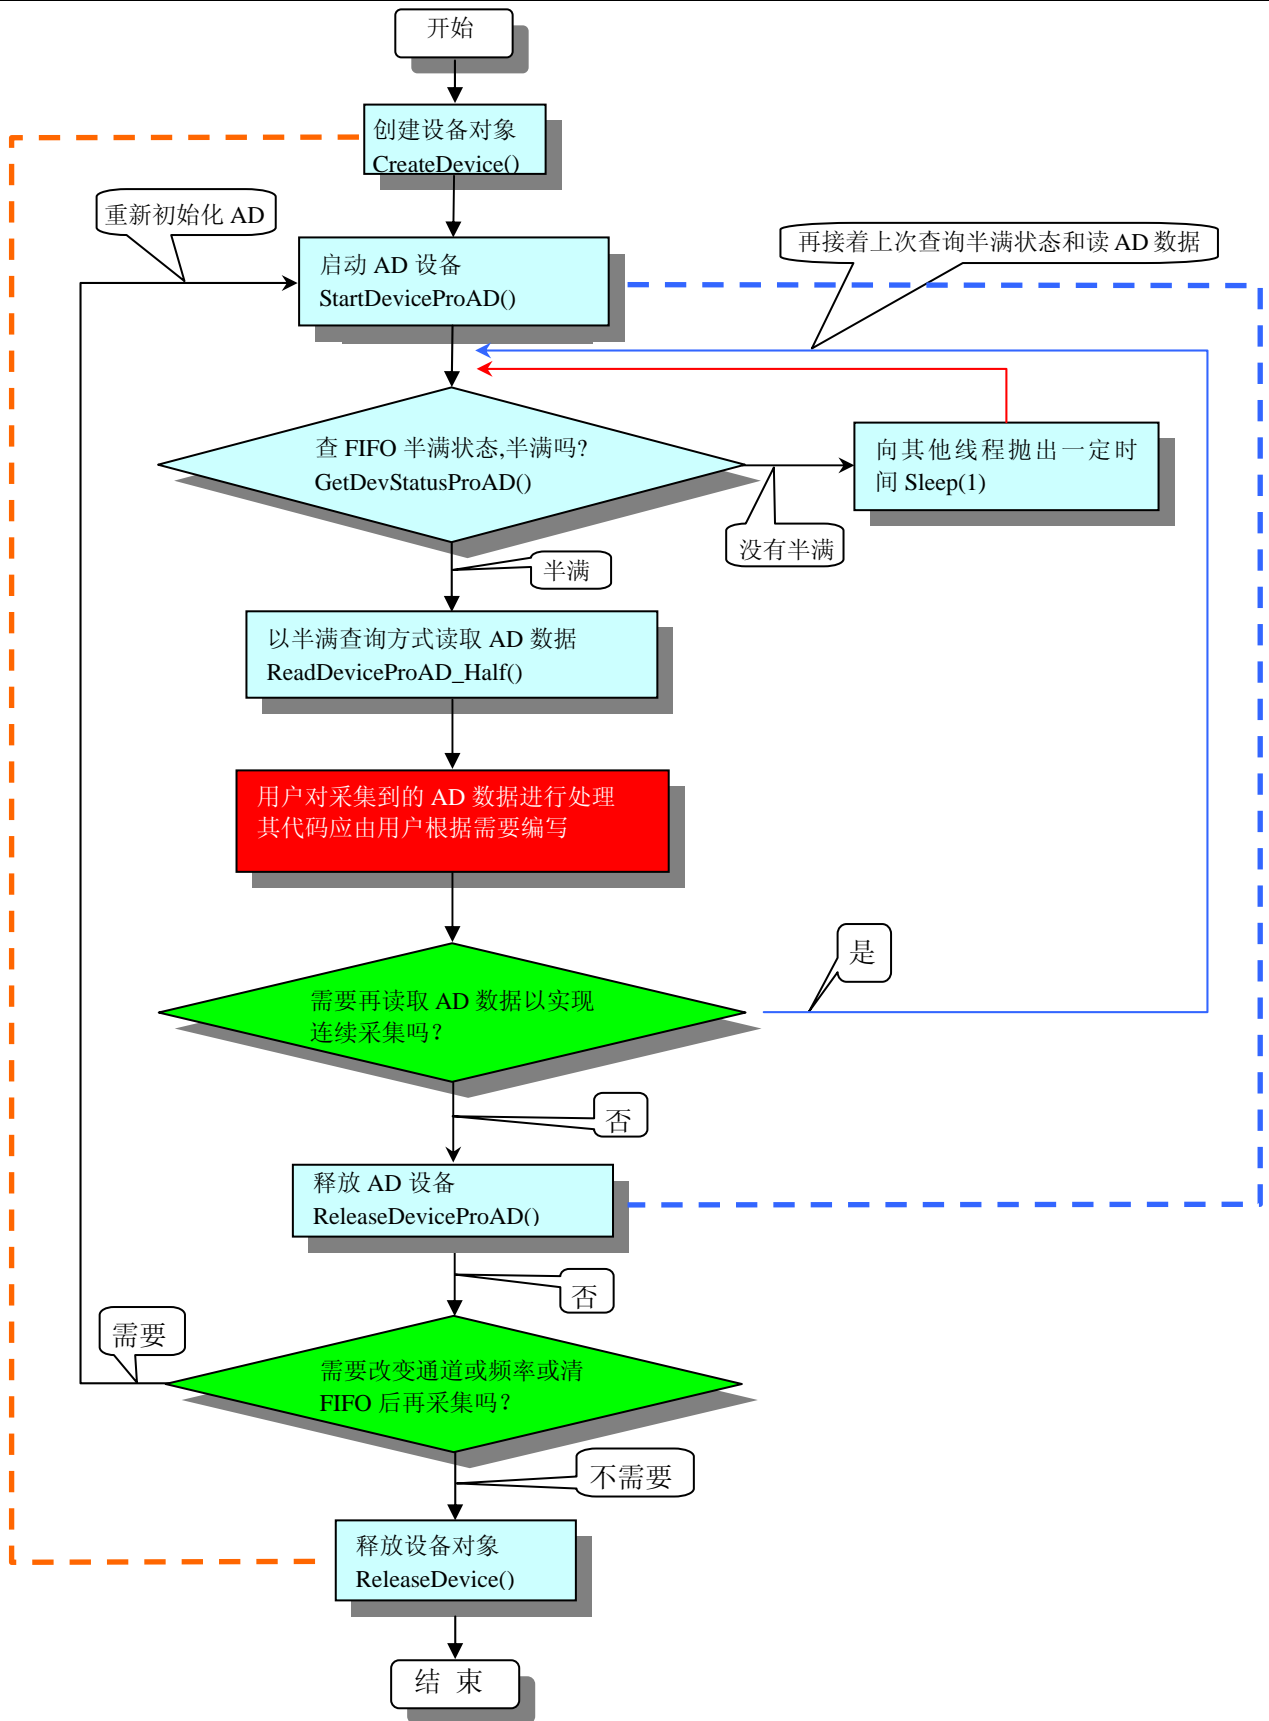 开始
创建设备对象
CreateDevice()
重新初始化 AD
再接着上次查询半满状态和读 AD 数据
启动 AD 设备
StartDeviceProAD()
查 FIFO 半满状态,半满吗?
GetDevStatusProAD()
向其他线程抛出一定时
间 Sleep(1)
没有半满
半满
以半满查询方式读取 AD 数据
ReadDeviceProAD_Half()
用户对采集到的 AD 数据进行处理
其代码应由用户根据需要编写
是
需要再读取 AD 数据以实现
连续采集吗?
否
释放 AD 设备
ReleaseDeviceProAD()
否
需要
需要改变通道或频率或清
FIFO 后再采集吗?
不需要
释放设备对象
ReleaseDevice()
结 束